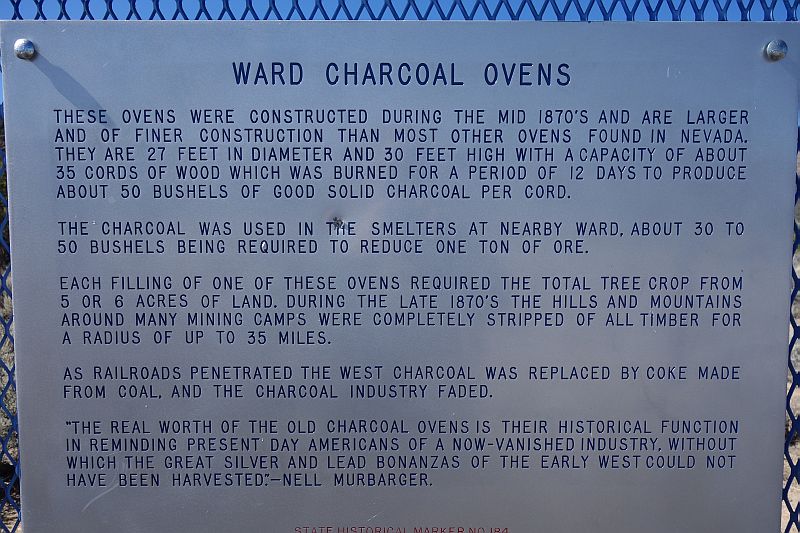 WARD CHARCOAL OVENS
THESE OVENS WERE CONSTRUCTED DURING THE MID 1870'S AND ARE LARGER
AND OF FINER CONSTRUCTION THAN MOST OTHER OVENS FOUND IN NEVADA.
THEY ARE 27 FEET IN DIAMETER AND 30 FEET HIGH WITH A CAPACITY OF ABOUT
35 CORDS OF WOOD WHICH WAS BURNED FOR A PERIOD OF 12 DAYS TO PRODUCE
ABOUT 50 BUSHELS OF GOOD SOLID CHARCOAL PER CORD.
THE CHARCOAL WAS USED IN THE SMELTERS AT NEARBY WARD, ABOUT 30 TO
50 BUSHELS BEING REQUIRED TO REDUCE ONE TON OF ORE.
EACH FILLING OF ONE OF THESE OVENS REQUIRED THE TOTAL TREE CROP FROM
5 OR 6 ACRES OF LAND. DURING THE LATE 1870'S THE HILLS AND MOUNTAINS
AROUND MANY MINING CAMPS WERE COMPLETELY STRIPPED OF ALL TIMBER FOR
A RADIUS OF UP TO 35 MILES.
AS RAILROADS PENETRATED THE WEST CHARCOAL WAS REPLACED BY COKE MADE
FROM COAL, AND THE CHARCOAL INDUSTRY FADED.
"THE REAL WORTH OF THE OLD CHARCOAL OVENS IS THEIR HISTORICAL FUNCTION
IN REMINDING PRESENT DAY AMERICANS OF A NOW-VANISHED INDUSTRY, WITHOUT
WHICH THE GREAT SILVER AND LEAD BONANZAS OF THE EARLY WEST COULD NOT
HAVE BEEN HARVESTED."—NELL MURBARGER.
STATE HISTORICAL MARKER NO. 184